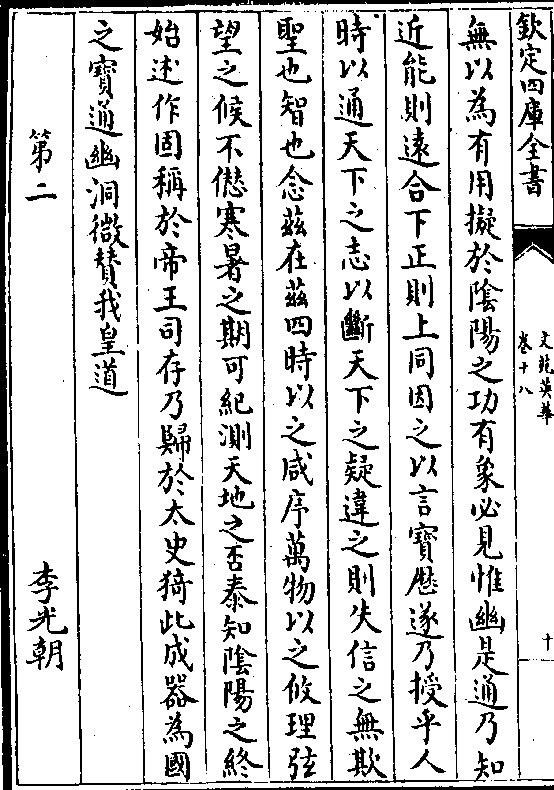 欽定四庫全書
文苑英華
卷十八
十
無以為有用擬於陰陽之功有象必見惟幽是通乃知
近能則遠合下正則上同因之以言寶歷遂乃授乎人
時以通天下之志以斷天下之疑違之則失信之無欺
聖也智也念茲在茲四時以之咸序萬物以之攸理弦
望之候不僽寒暑之期可紀測天地之否泰知陰陽之終
始述作固稱於帝王司存乃歸於太史猗此成器為國
之寶通幽洞微贊我皇道
第二
李光朝